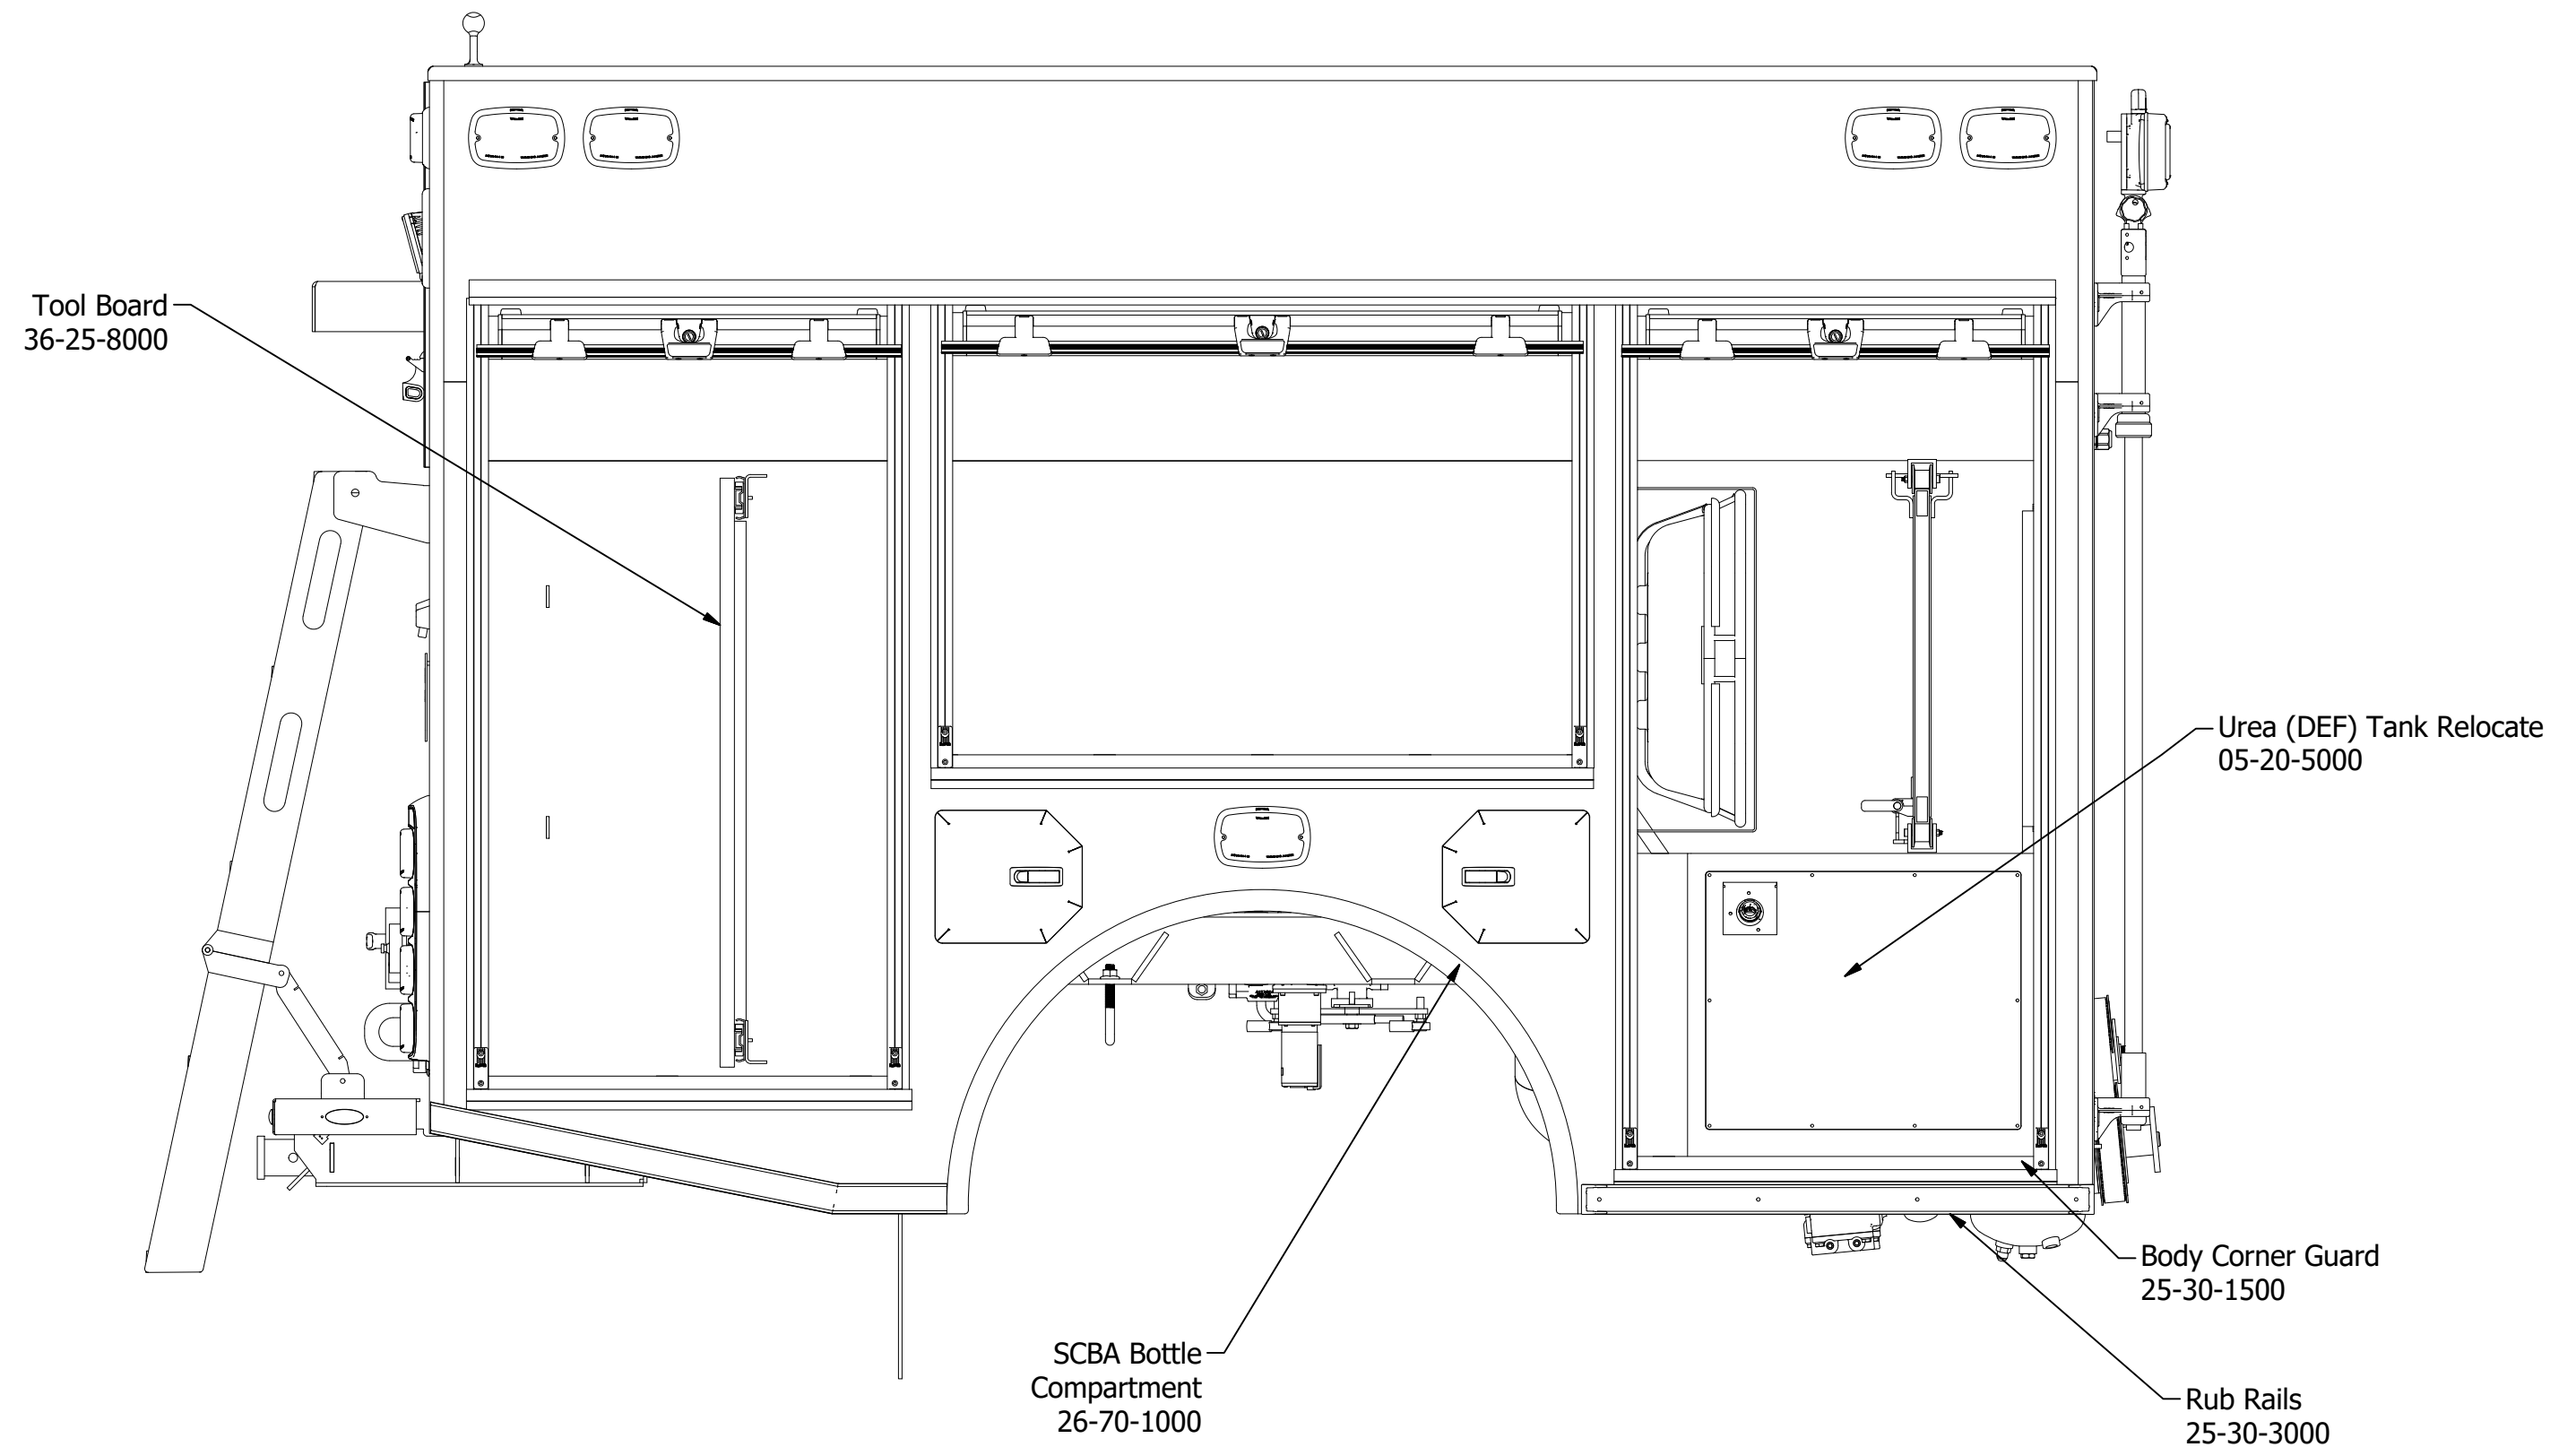 Tool Board
36-25-8000
Urea (DEF) Tank Relocate
05-20-5000
Body Corner Guard
25-30-1500
SCBA Bottle
Compartment
26-70-1000
Rub Rails
25-30-3000